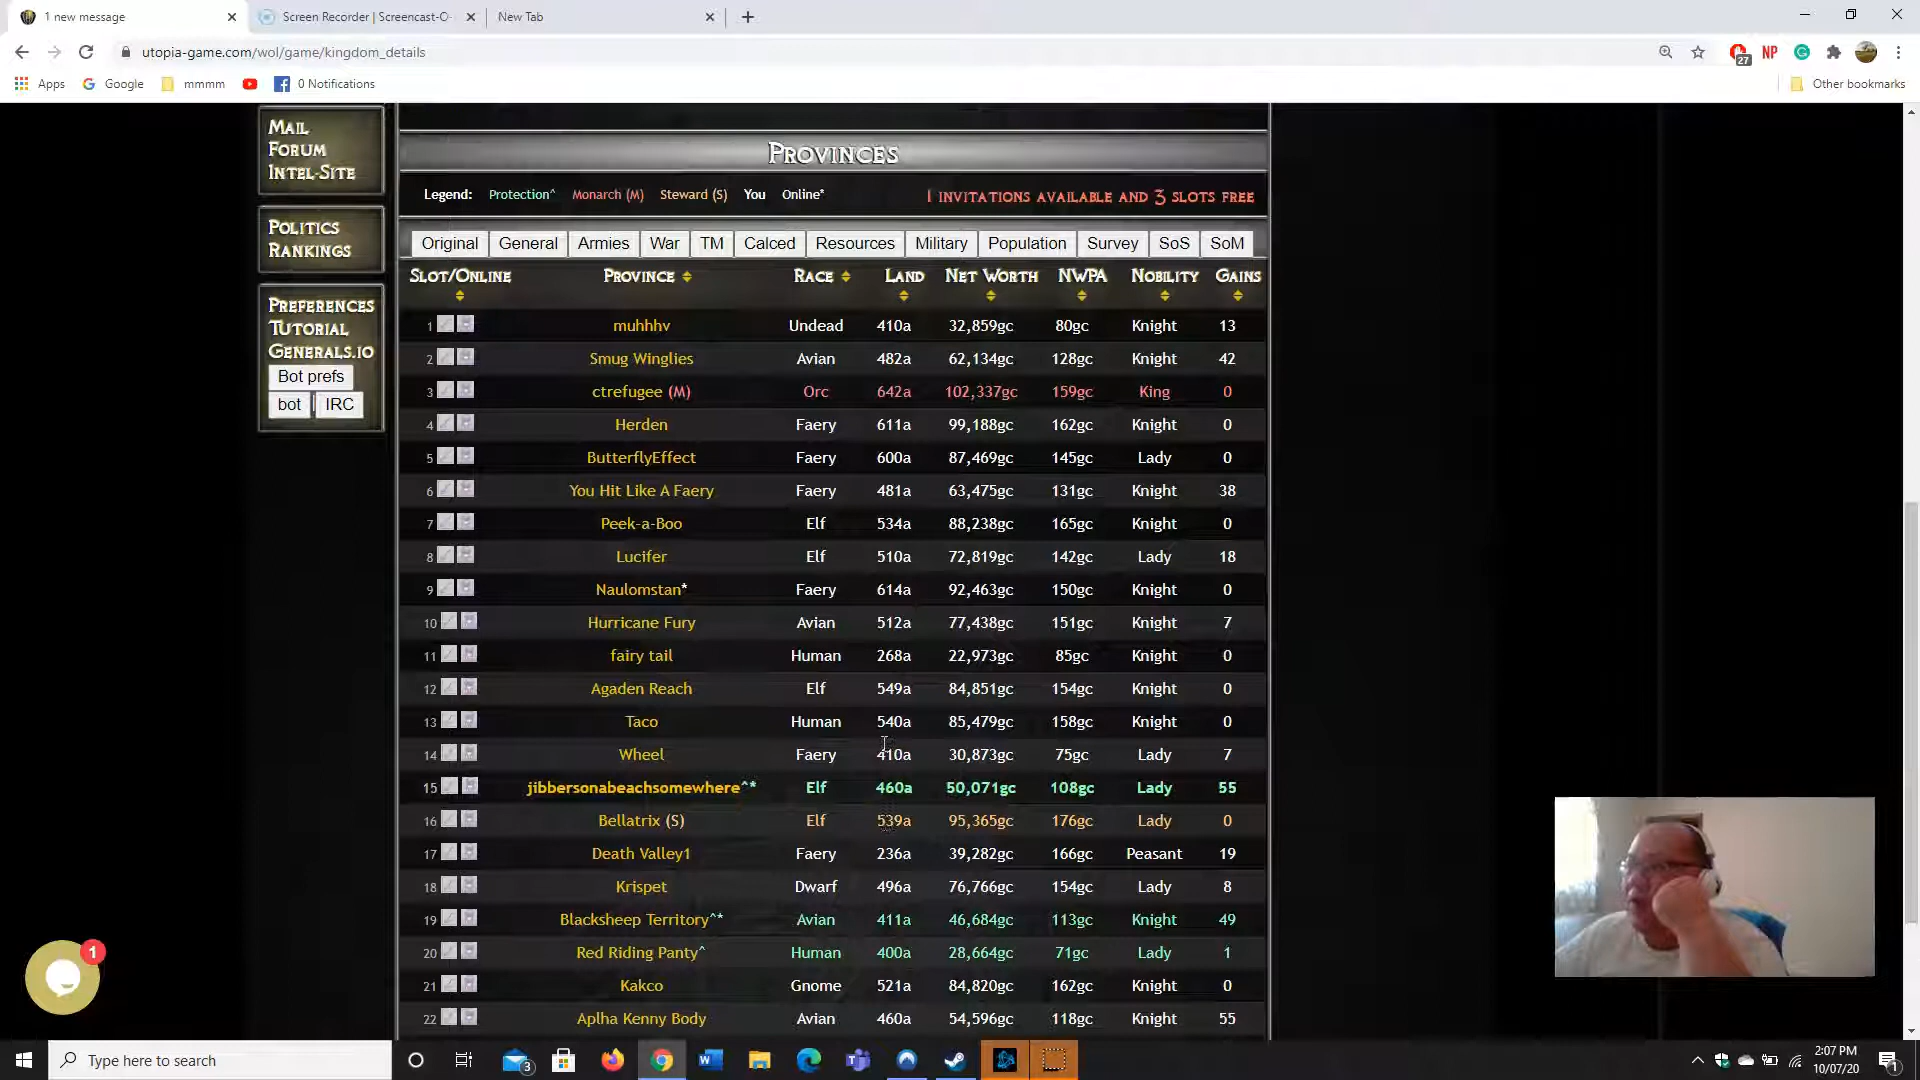 1 new message
Screen Recorder | Screencast-O-
New Tab
utopia-game.com/wol/game/kingdom_details
NP
27
Apps
Google
mmmm
0 Notifications
Other bookmarks
Mail
Forum
Intel-Site
Politics
Rankings
Preferences
Tutorial
Generals.io
Bot prefs
bot
IRC
Provinces
Legend: Protection^ Monarch (M) Steward (S) You Online* 1 invitations available and 3 slots free
Original General Armies War TM Calced Resources Military Population Survey SoS SoM
Slot/Online Province Race Land Net Worth NWPA Nobility Gains
1 muhhhv Undead 410a 32,859gc 80gc Knight 13
2 Smug Winglies Avian 482a 62,134gc 128gc Knight 42
3 ctrefugee (M) Orc 642a 102,337gc 159gc King 0
4 Herden Faery 611a 99,188gc 162gc Knight 0
5 ButterflyEffect Faery 600a 87,469gc 145gc Lady 0
6 You Hit Like A Faery Faery 481a 63,475gc 131gc Knight 38
7 Peek-a-Boo Elf 534a 88,238gc 165gc Knight 0
8 Lucifer Elf 510a 72,819gc 142gc Lady 18
9 Naulomstan* Faery 614a 92,463gc 150gc Knight 0
10 Hurricane Fury Avian 512a 77,438gc 151gc Knight 7
11 fairy tail Human 268a 22,973gc 85gc Knight 0
12 Agaden Reach Elf 549a 84,851gc 154gc Knight 0
13 Taco Human 540a 85,479gc 158gc Knight 0
14 Wheel Faery 410a 30,873gc 75gc Lady 7
15 jibbersonabeachsomewhere^* Elf 460a 50,071gc 108gc Lady 55
16 Bellatrix (S) Elf 539a 95,365gc 176gc Lady 0
17 Death Valley1 Faery 236a 39,282gc 166gc Peasant 19
18 Krispet Dwarf 496a 76,766gc 154gc Lady 8
19 Blacksheep Territory^* Avian 411a 46,684gc 113gc Knight 49
20 Red Riding Panty^ Human 400a 28,664gc 71gc Lady 1
21 Kakco Gnome 521a 84,820gc 162gc Knight 0
22 Aplha Kenny Body Avian 460a 54,596gc 118gc Knight 55
1
Type here to search
3
2:07 PM
10/07/20
1